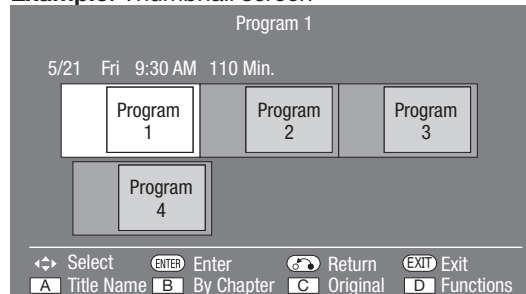 Example: Thumbnail screen
Program 1
5/21 Fri 9:30 AM 110 Min.
Program 1
Program 2
Program 3
Program 4
Select ENTER Enter Return EXIT Exit
A Title Name B By Chapter C Original D Functions